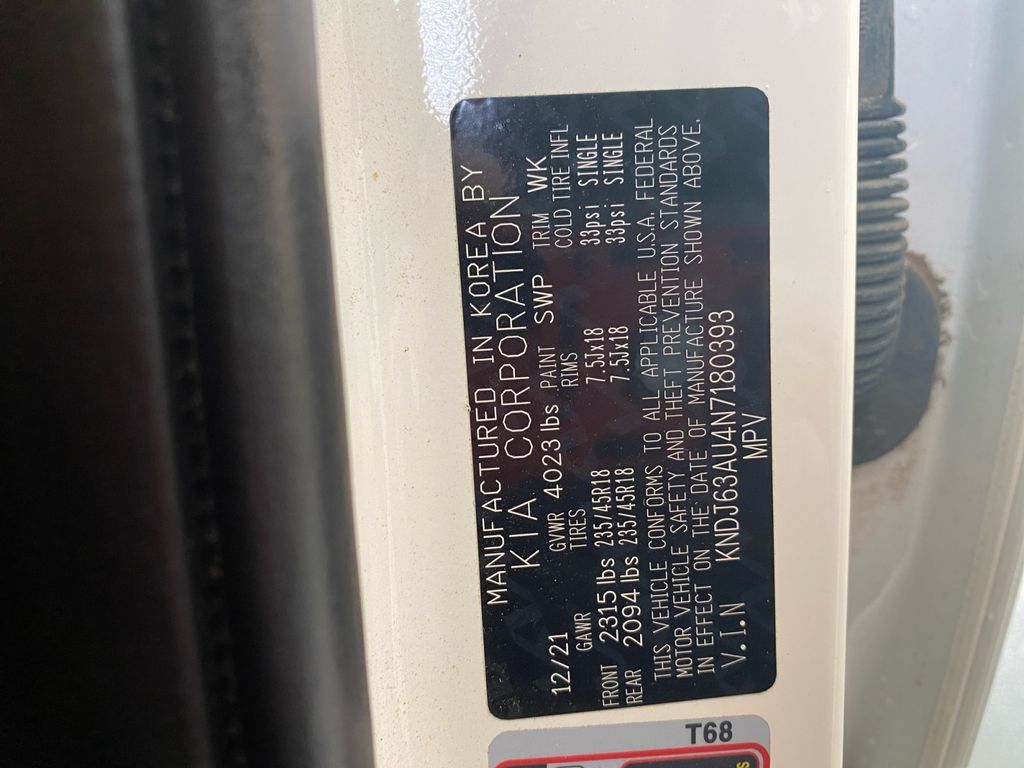 MANUFACTURED IN KOREA BY
KIA CORPORATION
12/21 GVWR 4023 lbs PAINT SWP TRIM WK
GAWR TIRES RIMS COLD TIRE INFL
FRONT 2315 lbs 235/45R18 7.5Jx18 33psi SINGLE
REAR 2094 lbs 235/45R18 7.5Jx18 33psi SINGLE
THIS VEHICLE CONFORMS TO ALL APPLICABLE U.S.A. FEDERAL
MOTOR VEHICLE SAFETY AND THEFT PREVENTION STANDARDS
IN EFFECT ON THE DATE OF MANUFACTURE SHOWN ABOVE.
V.I.N KNDJ63AU4N7180393
MPV
T68